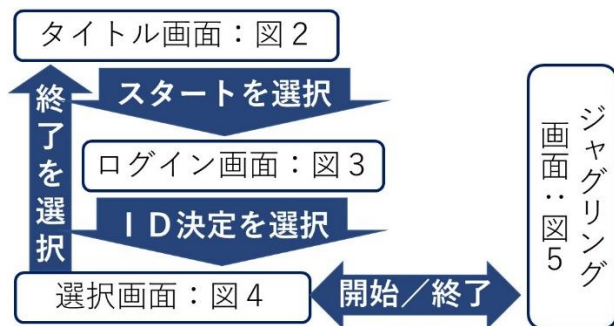 タイトル画面：図２
スタートを選択
終了を選択
ログイン画面：図３
ＩＤ決定を選択
選択画面：図４
開始／終了
ジャグリング
画面：図５